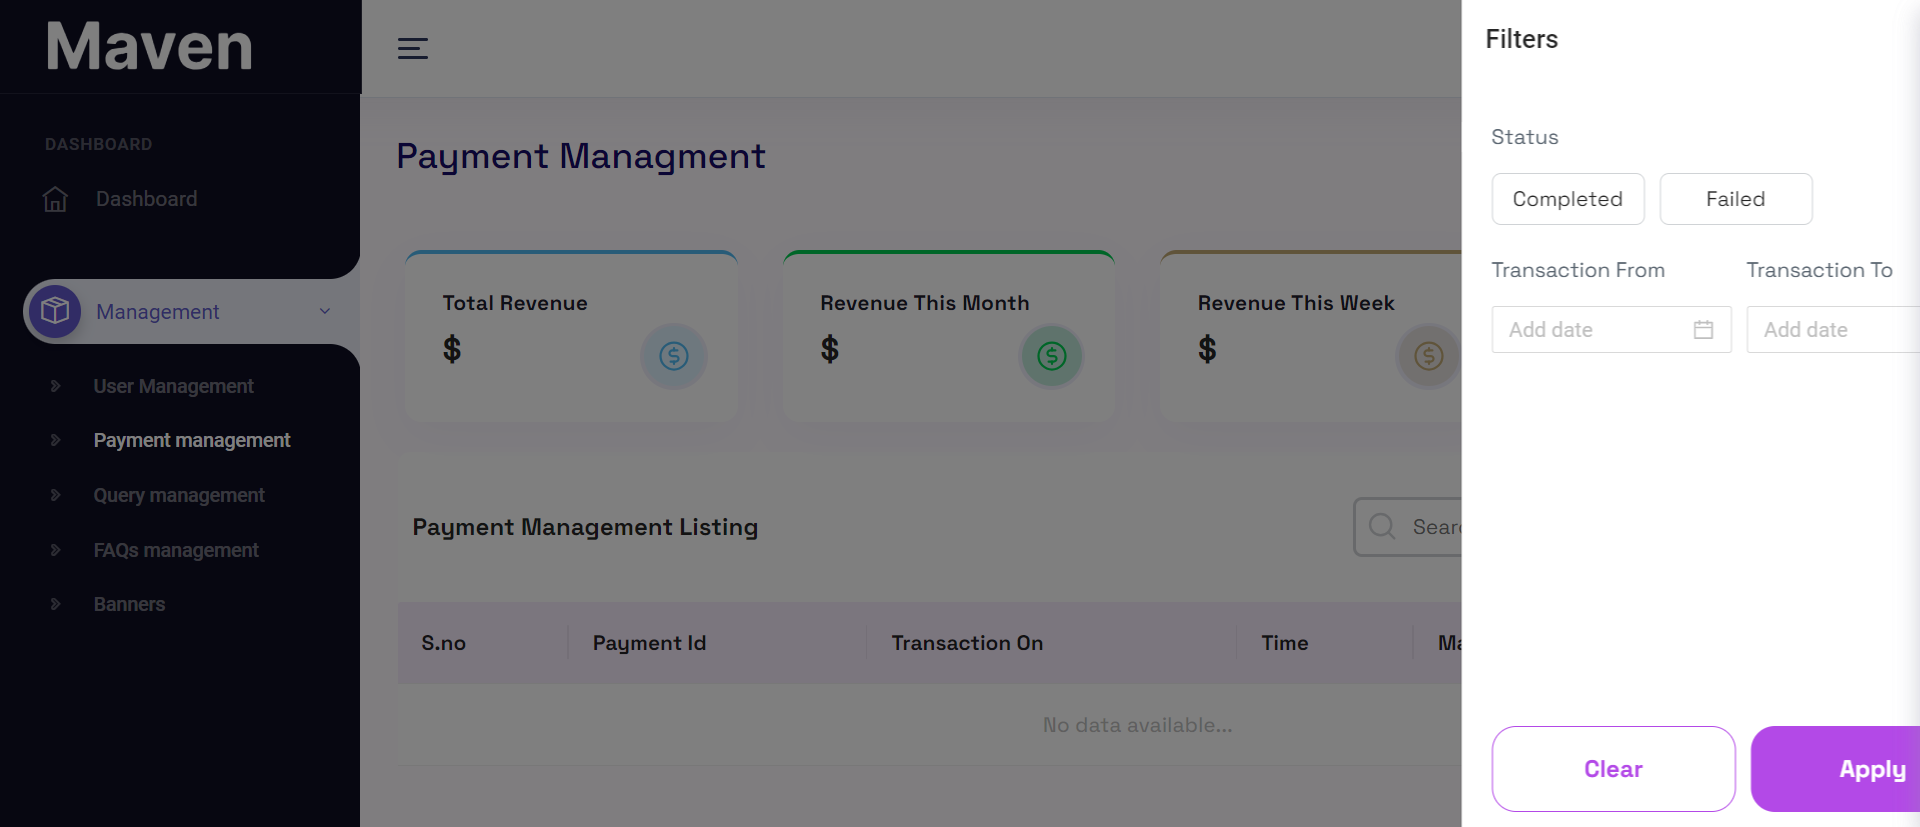 Maven
DASHBOARD
Dashboard
Management
User Management
Payment management
Query management
FAQs management
Banners
Payment Managment
Total Revenue
$
Revenue This Month
$
Revenue This Week
$
Payment Management Listing
Sear
S.no
Payment Id
Transaction On
Time
Ma
No data available...
Filters
Status
Completed
Failed
Transaction From
Transaction To
Add date
Add date
Clear
Apply